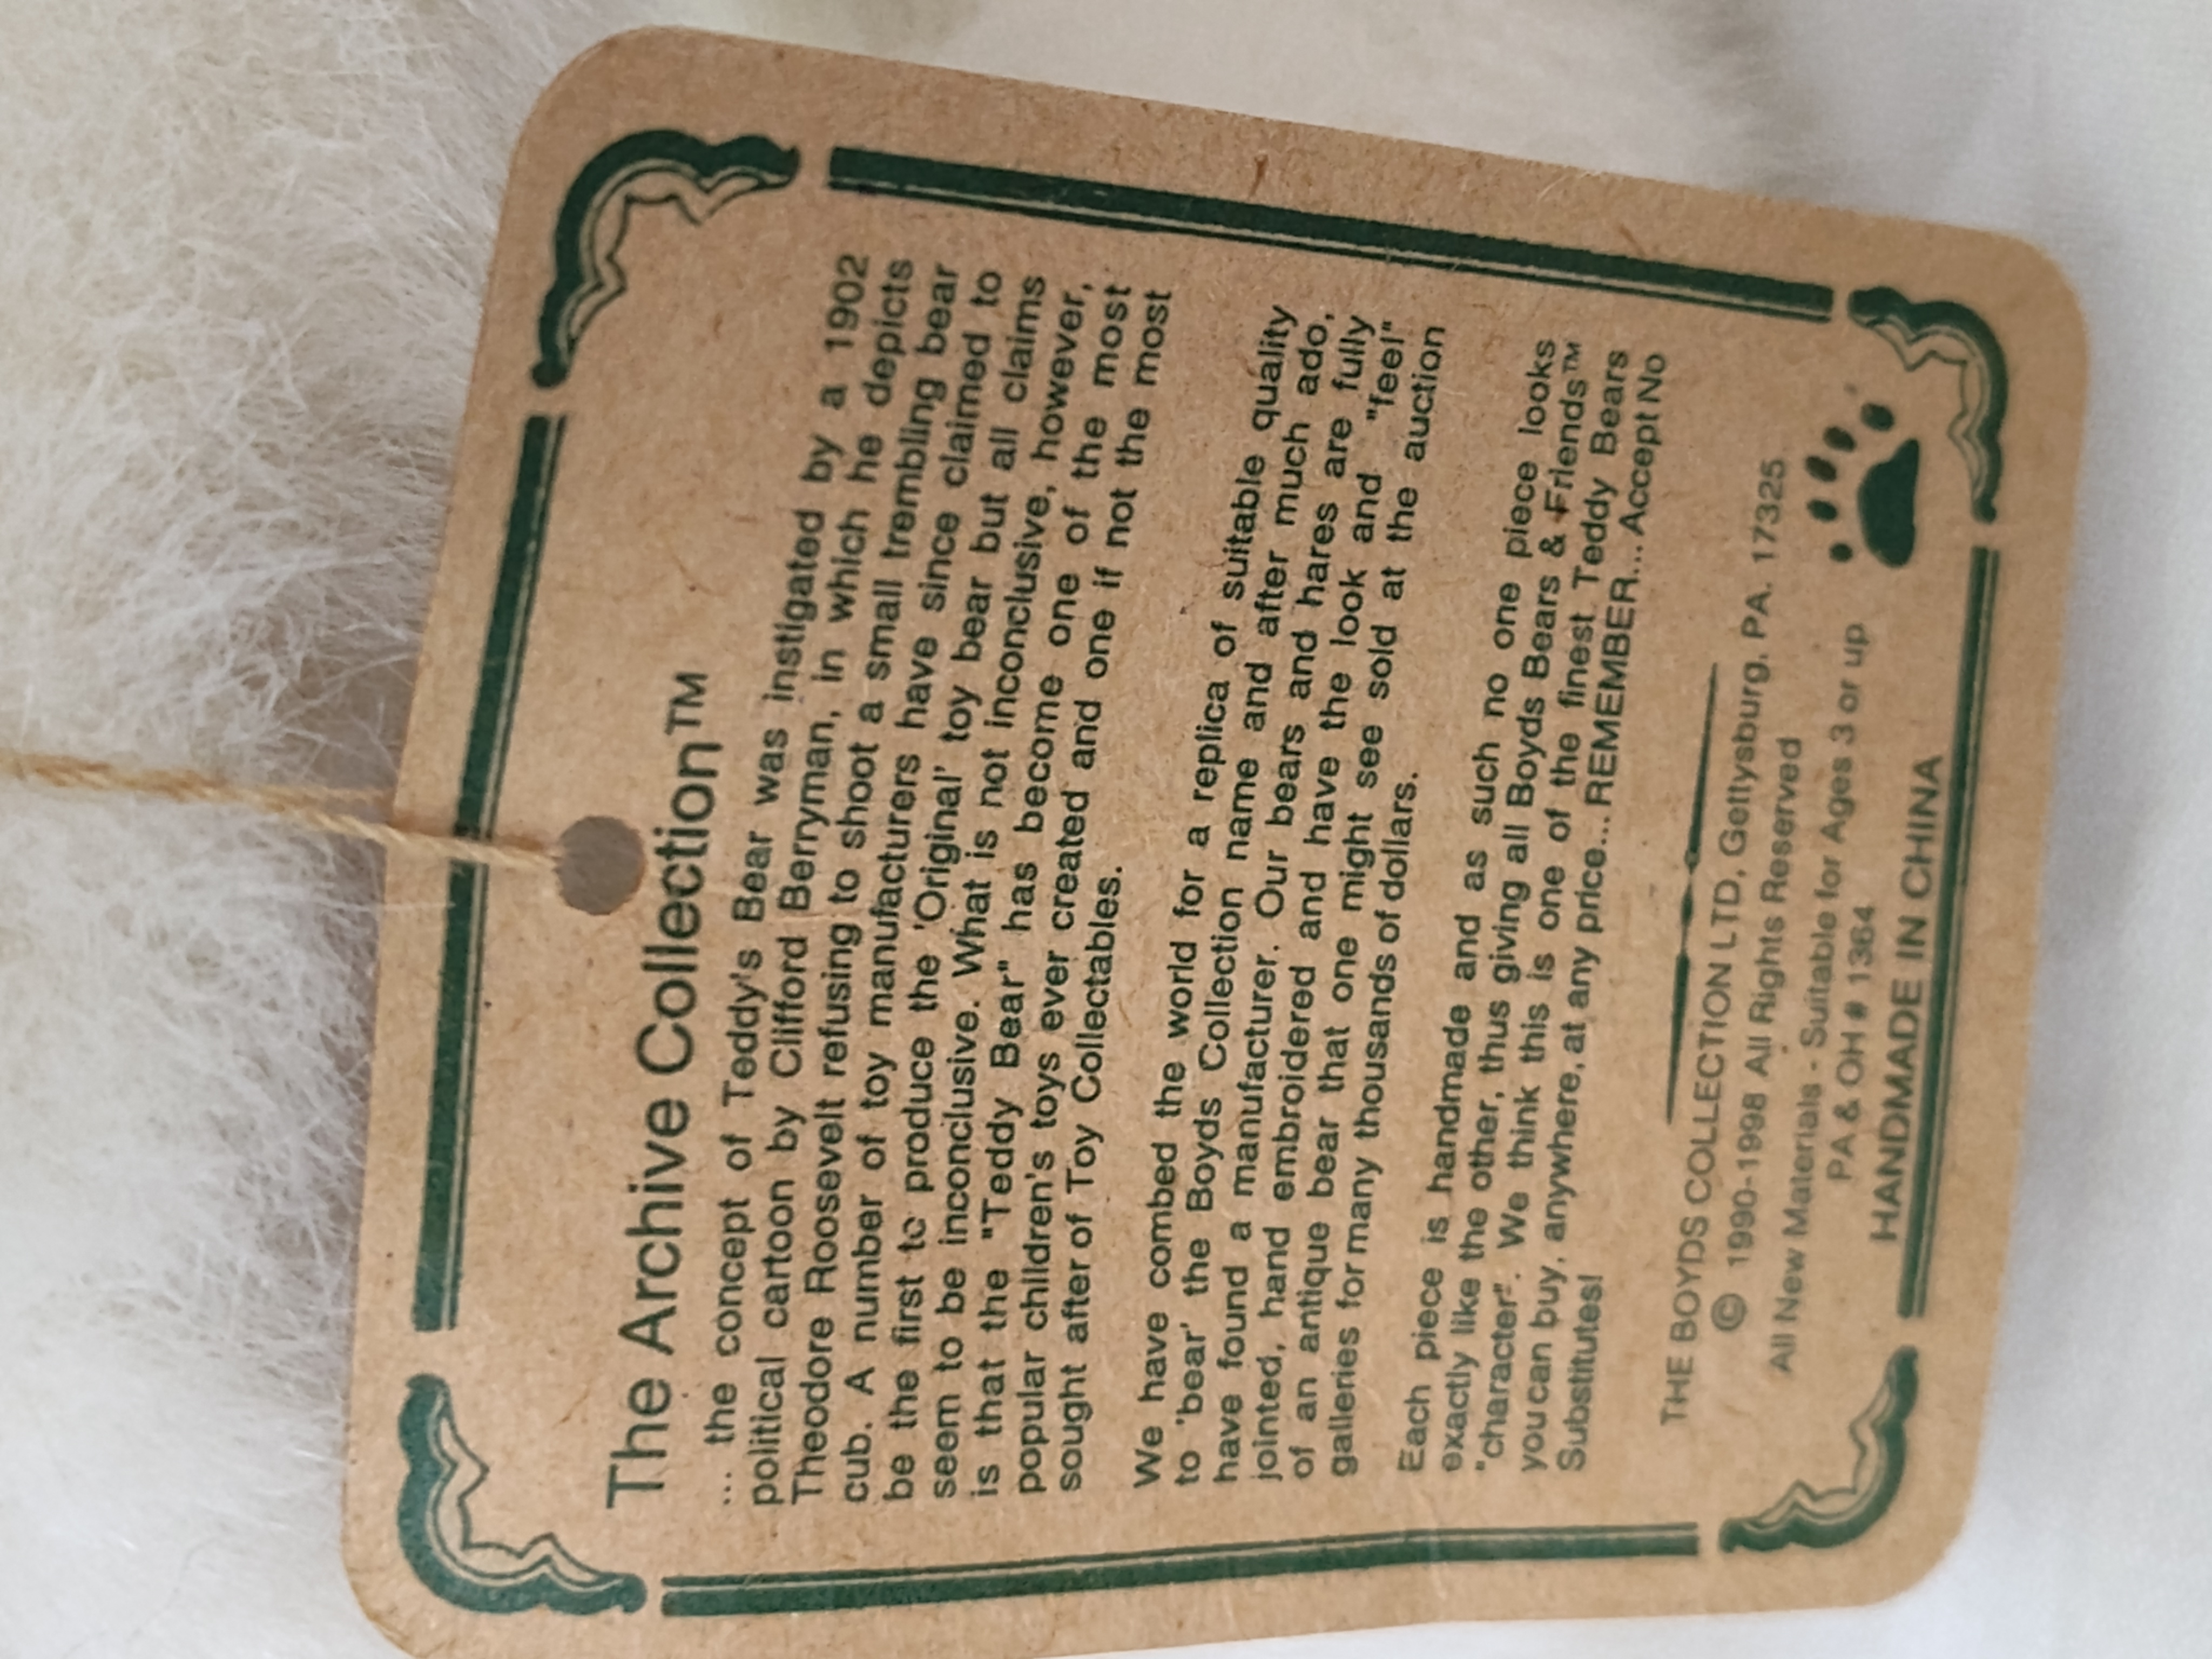 The Archive Collection™
... the concept of Teddy's Bear was instigated by a 1902
political cartoon by Clifford Berryman, in which he depicts
Theodore Roosevelt refusing to shoot a small trembling bear
cub. A number of toy manufacturers have since claimed to
be the first to produce the 'Original' toy bear but all claims
seem to be inconclusive. What is not inconclusive, however,
is that the "Teddy Bear" has become one of the most
popular children's toys ever created and one if not the most
sought after of Toy Collectables.
We have combed the world for a replica of suitable quality
to 'bear' the Boyds Collection name and after much ado,
have found a manufacturer. Our bears and hares are fully
jointed, hand embroidered and have the look and "feel"
of an antique bear that one might see sold at the auction
galleries for many thousands of dollars.
Each piece is handmade and as such no one piece looks
exactly like the other, thus giving all Boyds Bears & Friends™
"character". We think this is one of the finest Teddy Bears
you can buy, anywhere, at any price... REMEMBER... Accept No
Substitutes!
THE BOYDS COLLECTION LTD, Gettysburg, PA. 17325
© 1990-1998 All Rights Reserved
All New Materials - Suitable for Ages 3 or up
PA & OH # 1364
HANDMADE IN CHINA